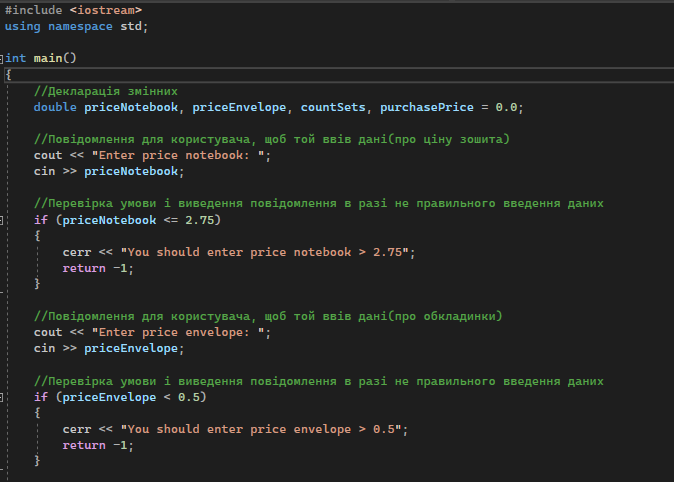 #include <iostream>
using namespace std;
int main()
{
//Декларація змінних
double priceNotebook, priceEnvelope, countSets, purchasePrice = 0.0;
//Повідомлення для користувача, щоб той ввів дані(про ціну зошита)
cout << "Enter price notebook: ";
cin >> priceNotebook;
//Перевірка умови і виведення повідомлення в разі не правильного введення даних
if (priceNotebook <= 2.75)
{
cerr << "You should enter price notebook > 2.75";
return -1;
}
//Повідомлення для користувача, щоб той ввів дані(про обкладинки)
cout << "Enter price envelope: ";
cin >> priceEnvelope;
//Перевірка умови і виведення повідомлення в разі не правильного введення даних
if (priceEnvelope < 0.5)
{
cerr << "You should enter price envelope > 0.5";
return -1;
}